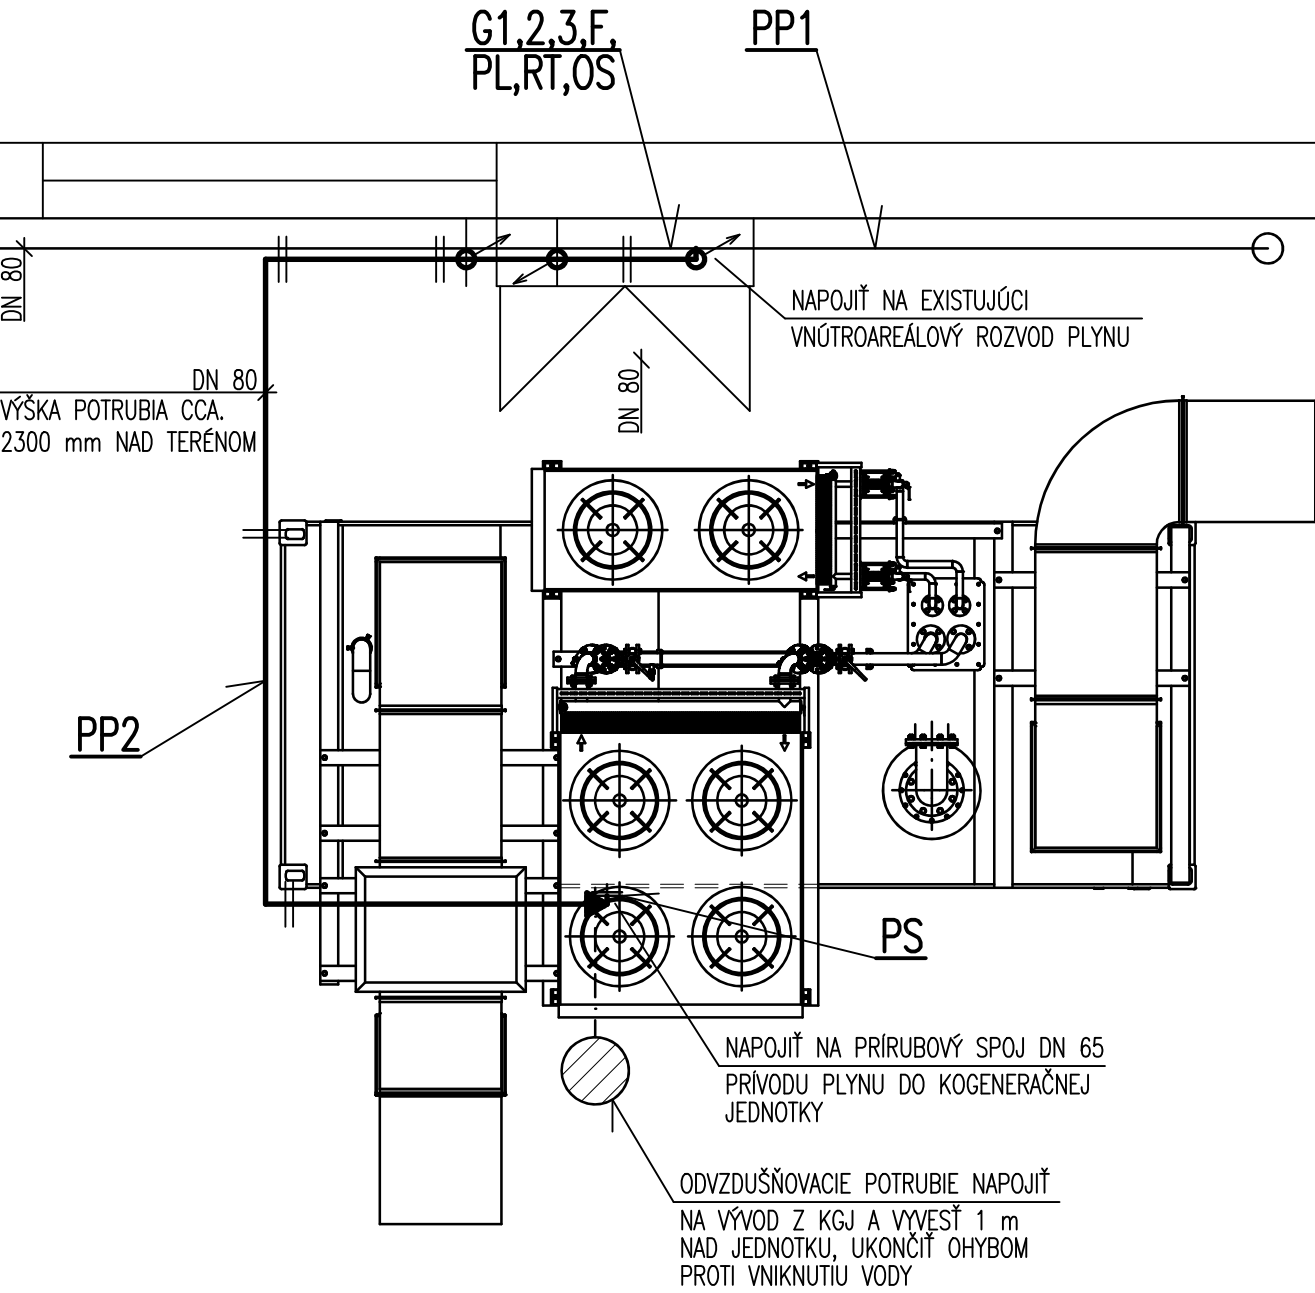 G1,2,3,F,
PL,RT,OS
PP1
DN 80
NAPOJIŤ NA EXISTUJÚCI
VNÚTROAREÁLOVÝ ROZVOD PLYNU
DN 80
DN 80
VÝŠKA POTRUBIA CCA.
2300 mm NAD TERÉNOM
PP2
PS
NAPOJIŤ NA PRÍRUBOVÝ SPOJ DN 65
PRÍVODU PLYNU DO KOGENERAČNEJ
JEDNOTKY
ODVZDUŠŇOVACIE POTRUBIE NAPOJIŤ
NA VÝVOD Z KGJ A VYVESŤ 1 m
NAD JEDNOTKU, UKONČIŤ OHYBOM
PROTI VNIKNUTIU VODY